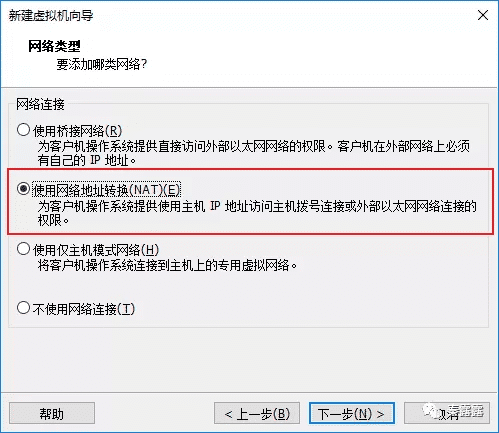 新建虚拟机向导
网络类型
要添加哪类网络?
网络连接
使用桥接网络(R)
为客户机操作系统提供直接访问外部以太网网络的权限。客户机在外部网络上必须
有自己的 IP 地址。
使用网络地址转换(NAT)(E)
为客户机操作系统提供使用主机 IP 地址访问主机拨号连接或外部以太网网络连接的
权限。
使用仅主机模式网络(H)
将客户机操作系统连接到主机上的专用虚拟网络。
不使用网络连接(T)
帮助
< 上一步(B)
下一步(N) >
取消